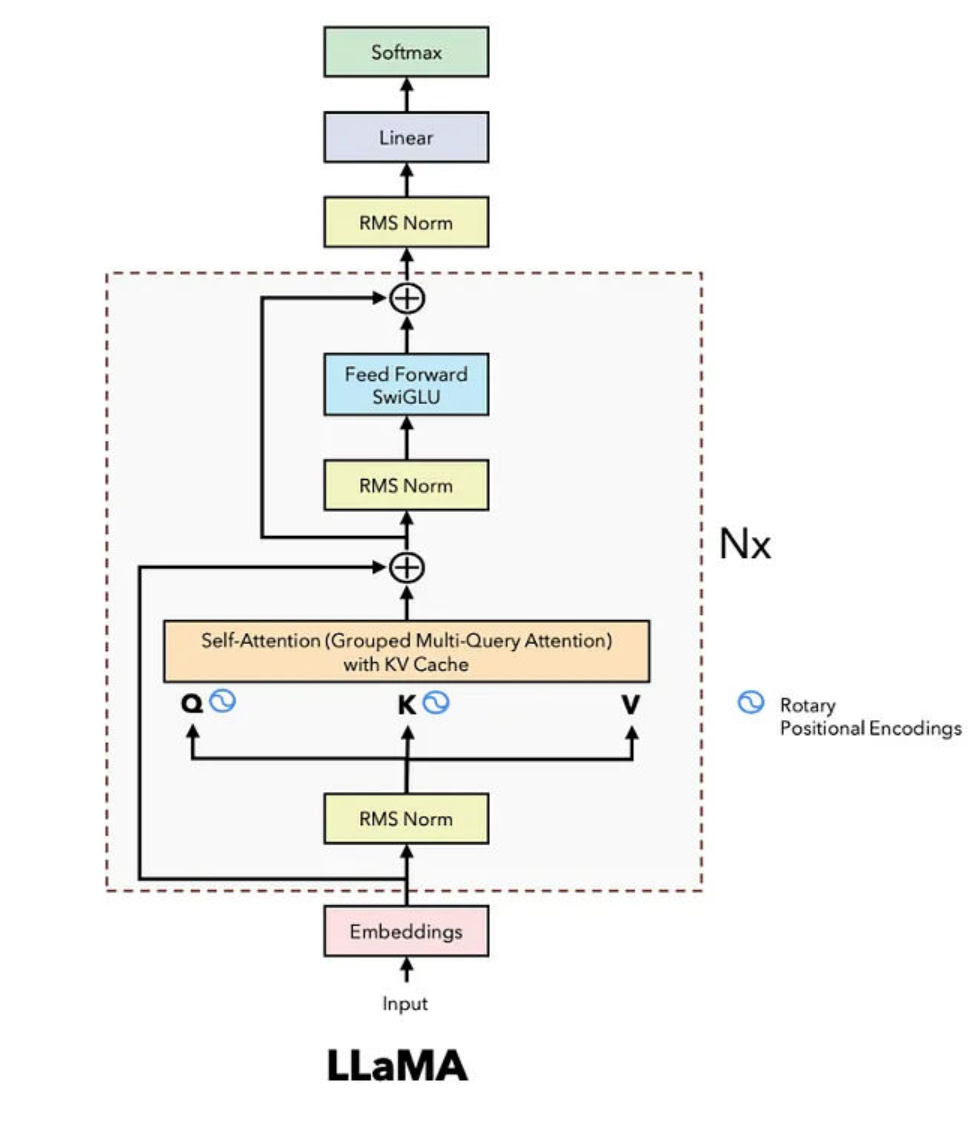 Softmax
Linear
RMS Norm
Feed Forward
SwiGLU
RMS Norm
Nx
Self-Attention (Grouped Multi-Query Attention)
with KV Cache
Q
K
V
Rotary
Positional Encodings
RMS Norm
Embeddings
Input
LLaMA